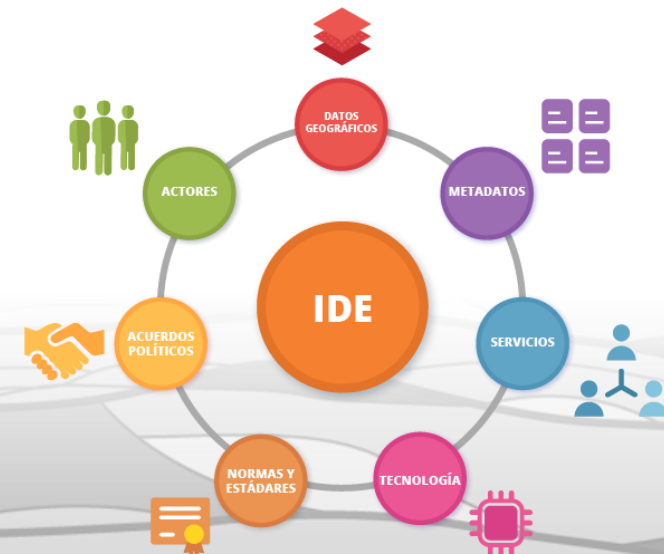 DATOS
GEOGRÁFICOS
METADATOS
SERVICIOS
TECNOLOGÍA
NORMAS Y
ESTÁDARES
ACUERDOS
POLÍTICOS
ACTORES
IDE